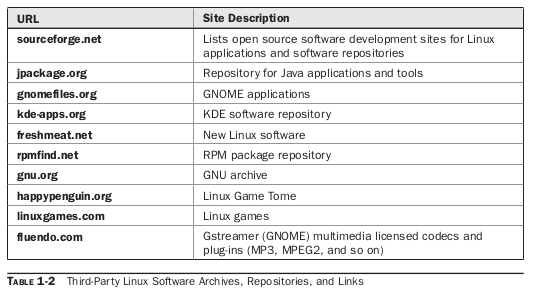 URL Site Description
sourceforge.net Lists open source software development sites for Linux
applications and software repositories
jpackage.org Repository for Java applications and tools
gnomefiles.org GNOME applications
kde-apps.org KDE software repository
freshmeat.net New Linux software
rpmfind.net RPM package repository
gnu.org GNU archive
happypenguin.org Linux Game Tome
linuxgames.com Linux games
fluendo.com Gstreamer (GNOME) multimedia licensed codecs and
plug-ins (MP3, MPEG2, and so on)
TABLE 1-2 Third-Party Linux Software Archives, Repositories, and Links